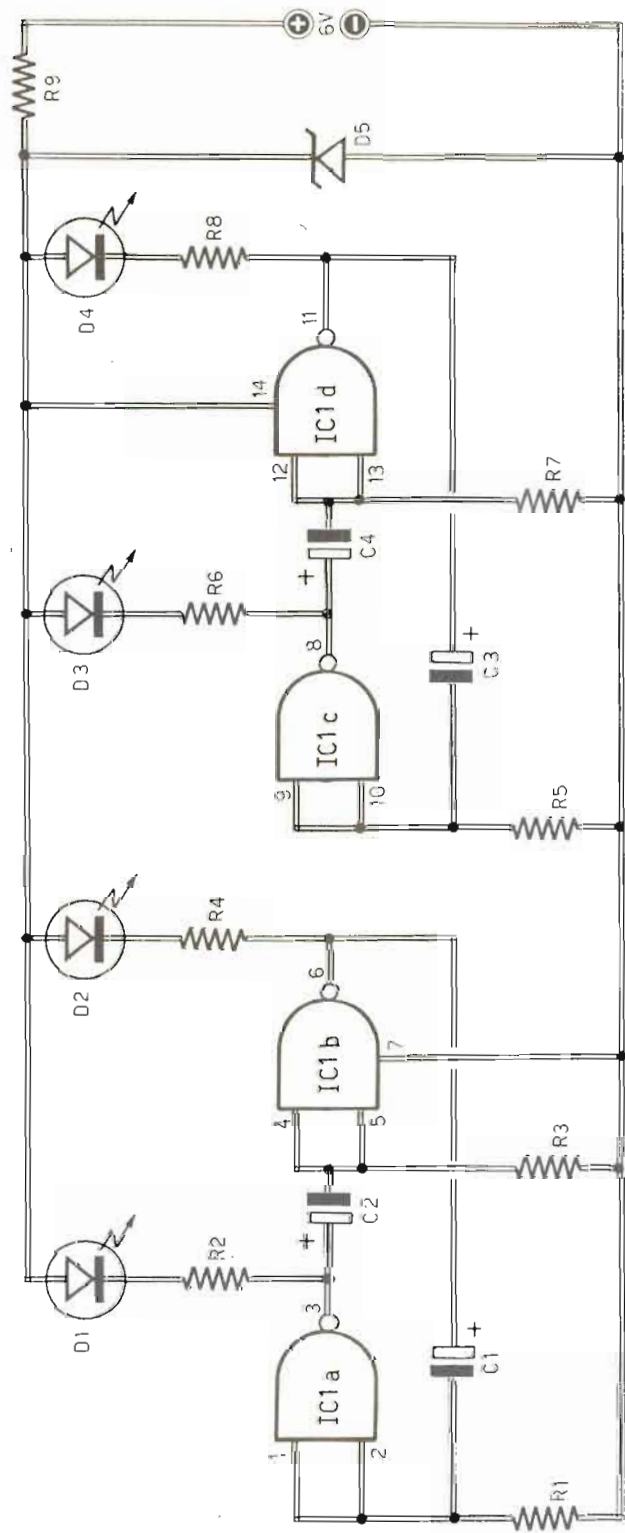 D1
D2
D3
D4
R9
R2
R4
R6
R8
+
6V
−
D5
14
1
2
IC1a
3
+
C2
4
5
IC1b
6
7
9
10
IC1c
8
+
C4
12
13
IC1d
11
C1
+
C3
+
R1
R3
R5
R7